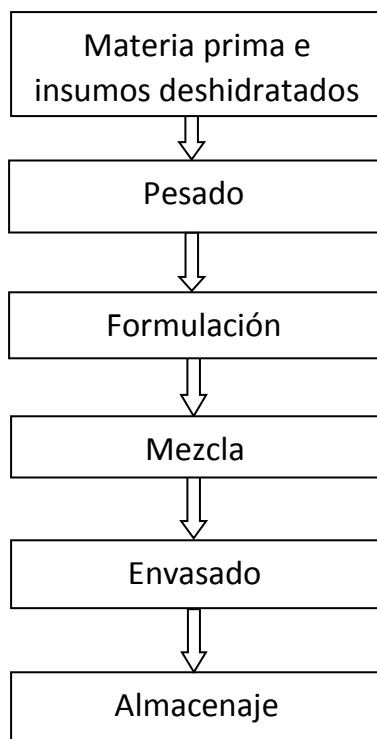 Materia prima e
insumos deshidratados
Pesado
Formulación
Mezcla
Envasado
Almacenaje